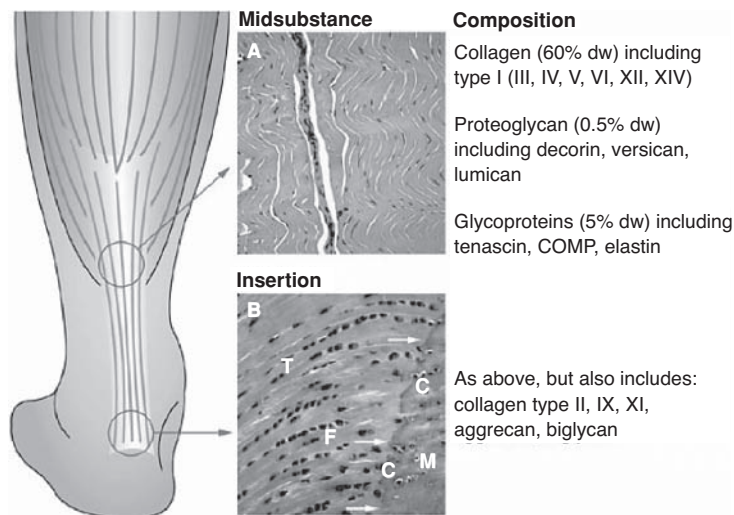 Midsubstance
A
Composition
Collagen (60% dw) including
type I (III, IV, V, VI, XII, XIV)
Proteoglycan (0.5% dw)
including decorin, versican,
lumican
Glycoproteins (5% dw) including
tenascin, COMP, elastin
Insertion
B
T
C
F
C
M
As above, but also includes:
collagen type II, IX, XI,
aggrecan, biglycan